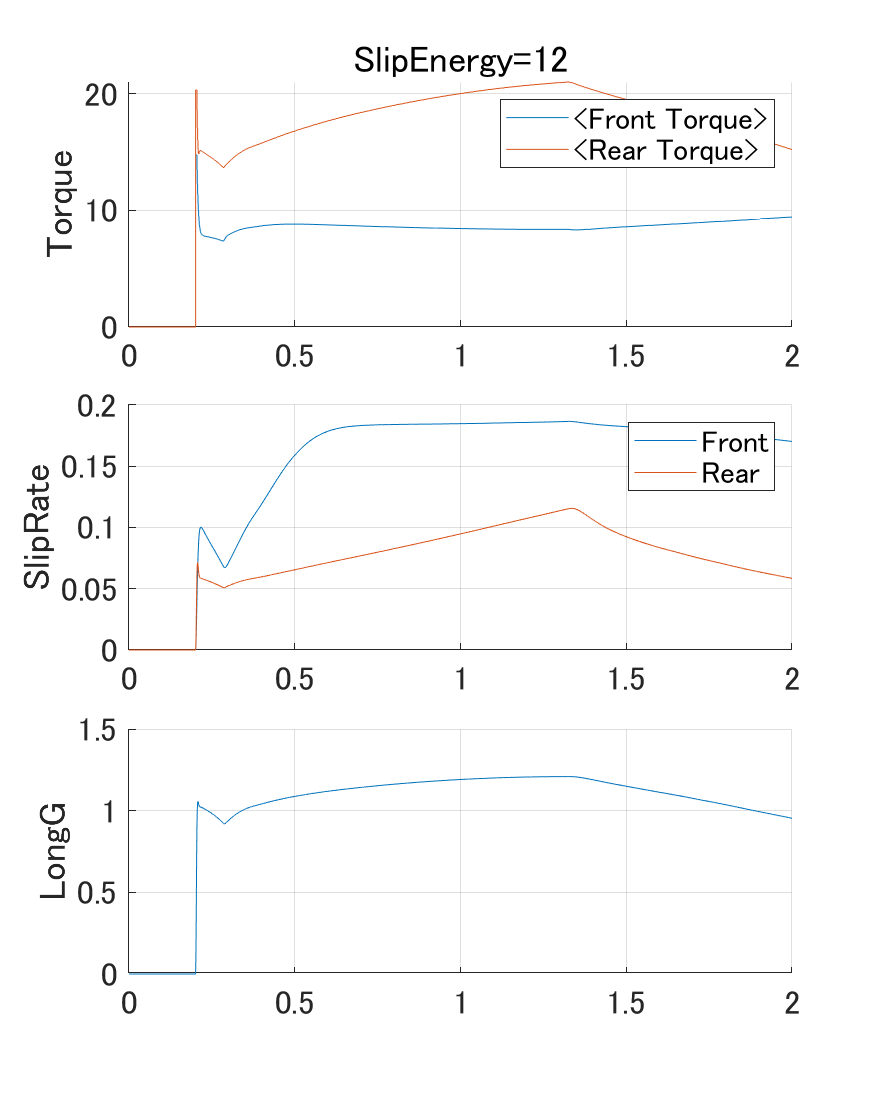 SlipEnergy=12
Torque
20
10
0
<Front Torque>
<Rear Torque>
0 0.5 1 1.5 2
SlipRate
0.2
0.15
0.1
0.05
0
Front
Rear
0 0.5 1 1.5 2
LongG
1.5
1
0.5
0
0 0.5 1 1.5 2